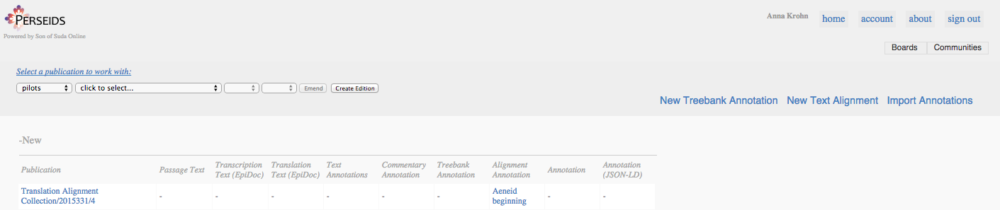 PERSEIDS
Powered by Son of Suda Online
Anna Krohn home account about sign out
Boards Communities
Select a publication to work with:
pilots click to select... Emend Create Edition
New Treebank Annotation New Text Alignment Import Annotations
-New
Publication Passage Text Transcription Text (EpiDoc) Translation Text (EpiDoc) Text Annotations Commentary Annotation Treebank Annotation Alignment Annotation Annotation Annotation (JSON-LD)
Translation Alignment - - - - - - Aeneid - -
Collection/2015331/4 beginning